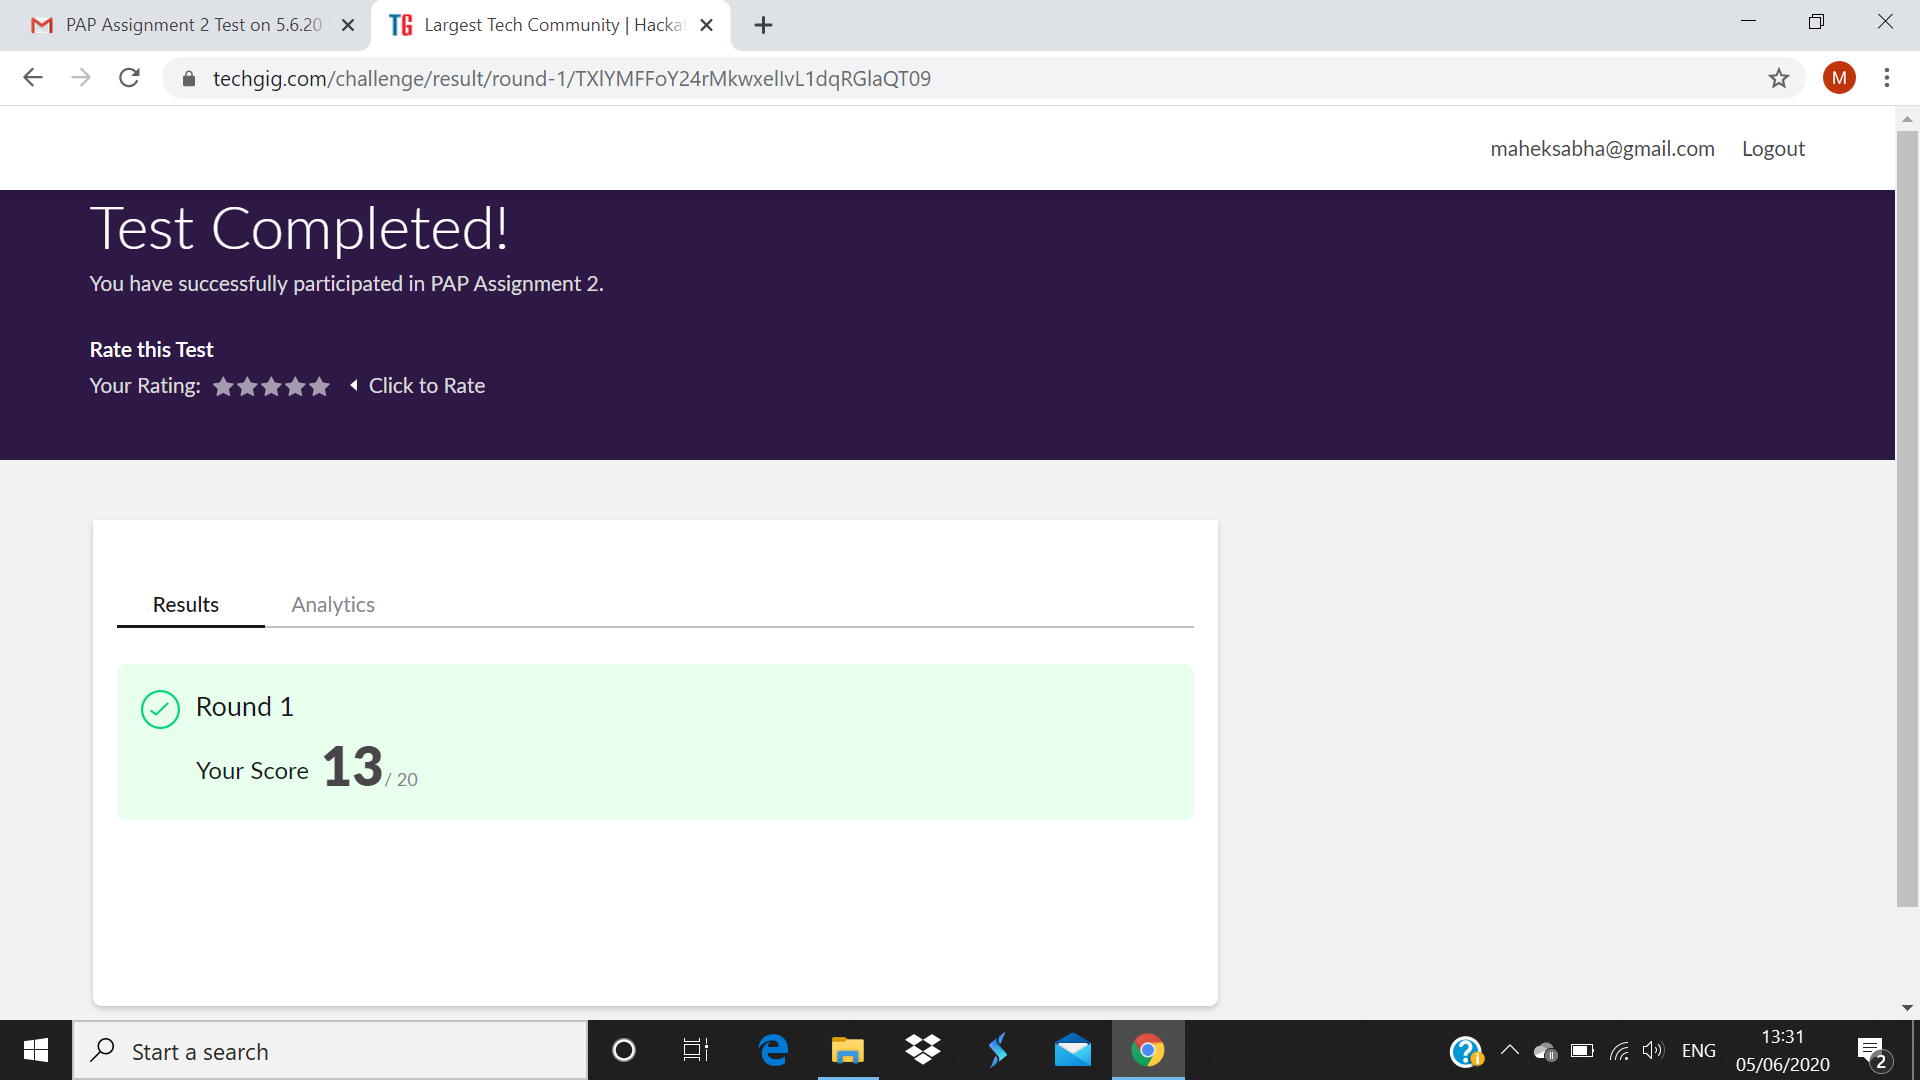 PAP Assignment 2 Test on 5.6.20
TG Largest Tech Community | Hacka
techgig.com/challenge/result/round-1/TXlYMFFoY24rMkwxelIvL1dqRGlaQT09
M
maheksabha@gmail.com Logout
Test Completed!
You have successfully participated in PAP Assignment 2.
Rate this Test
Your Rating: Click to Rate
Results Analytics
Round 1
Your Score 13 / 20
Start a search
ENG
13:31
05/06/2020
2